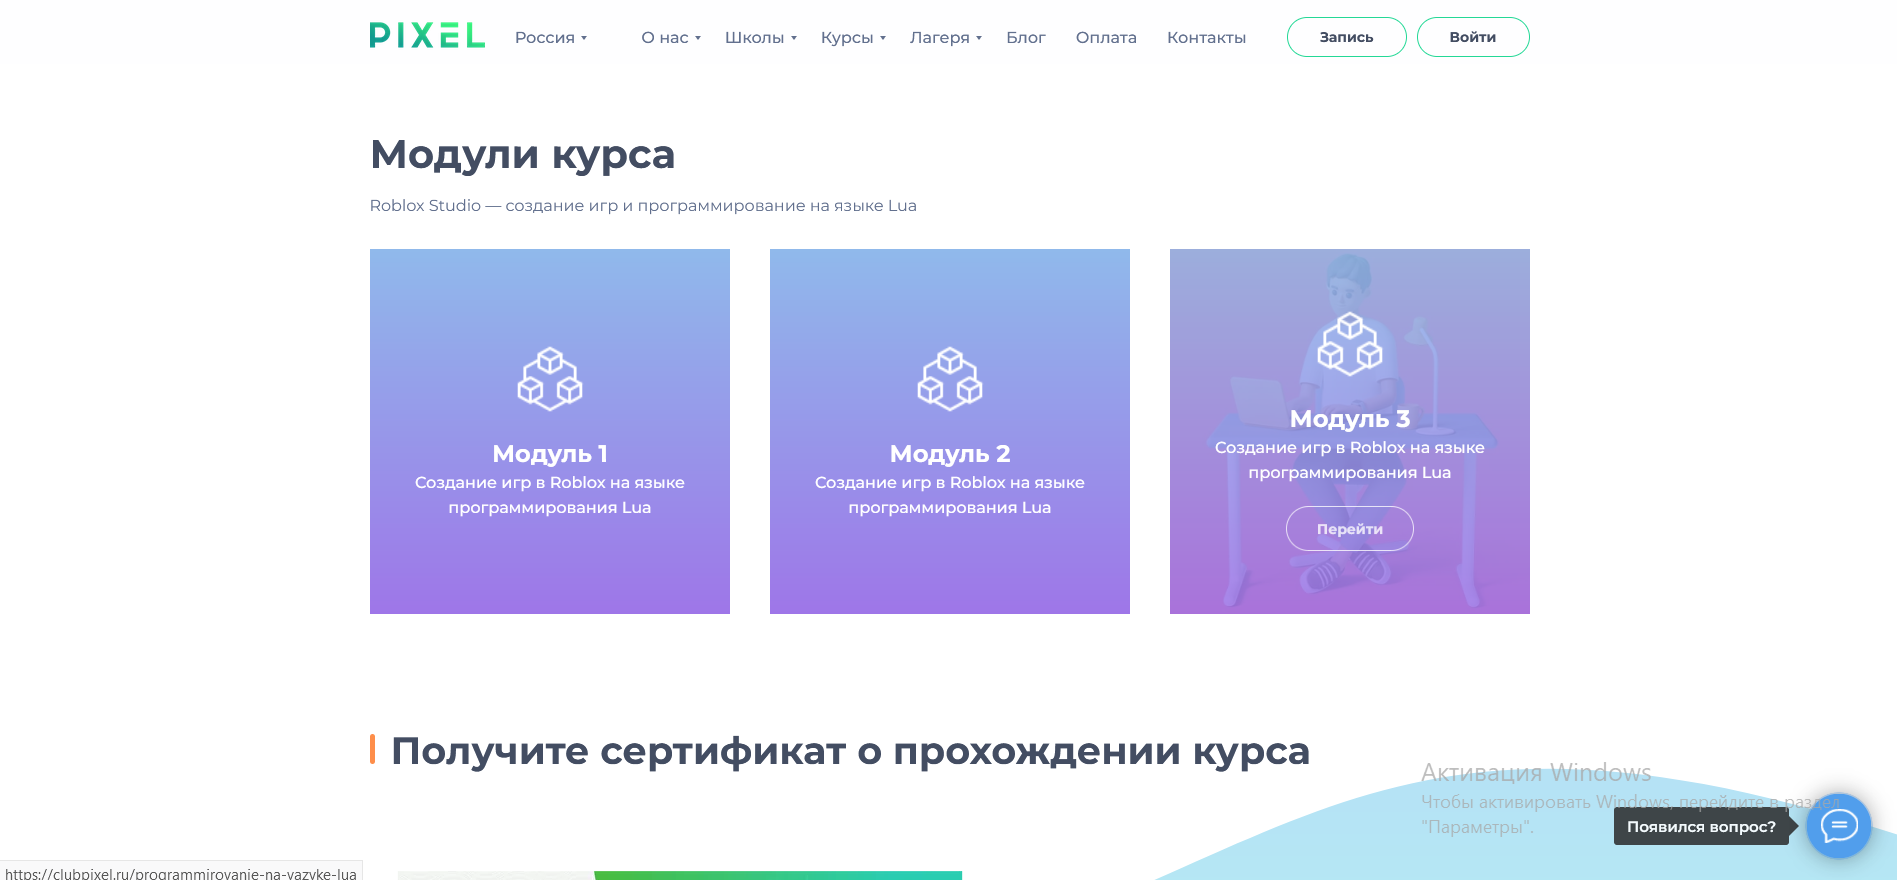 PIXEL
Россия
О нас
Школы
Курсы
Лагеря
Блог
Оплата
Контакты
Запись
Войти
Модули курса
Roblox Studio — создание игр и программирование на языке Lua
Модуль 1
Создание игр в Roblox на языке
программирования Lua
Модуль 2
Создание игр в Roblox на языке
программирования Lua
Модуль 3
Создание игр в Roblox на языке
программирования Lua
Перейти
Получите сертификат о прохождении курса
Активация Windows
Чтобы активировать Windows, перейдите в раздел
"Параметры".
Появился вопрос?
https://clubpixel.ru/programmirovanie-na-yazyke-lua